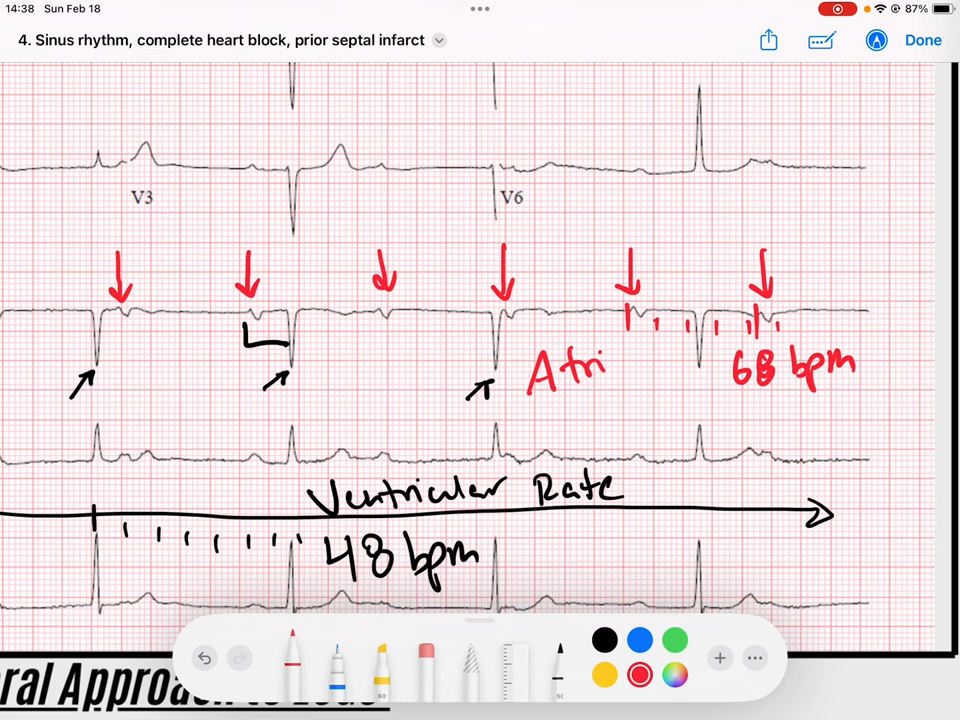 14:38 Sun Feb 18 87%
4. Sinus rhythm, complete heart block, prior septal infarct
Done
V3 V6
Atri 68 bpm
Ventricular Rate
48 bpm